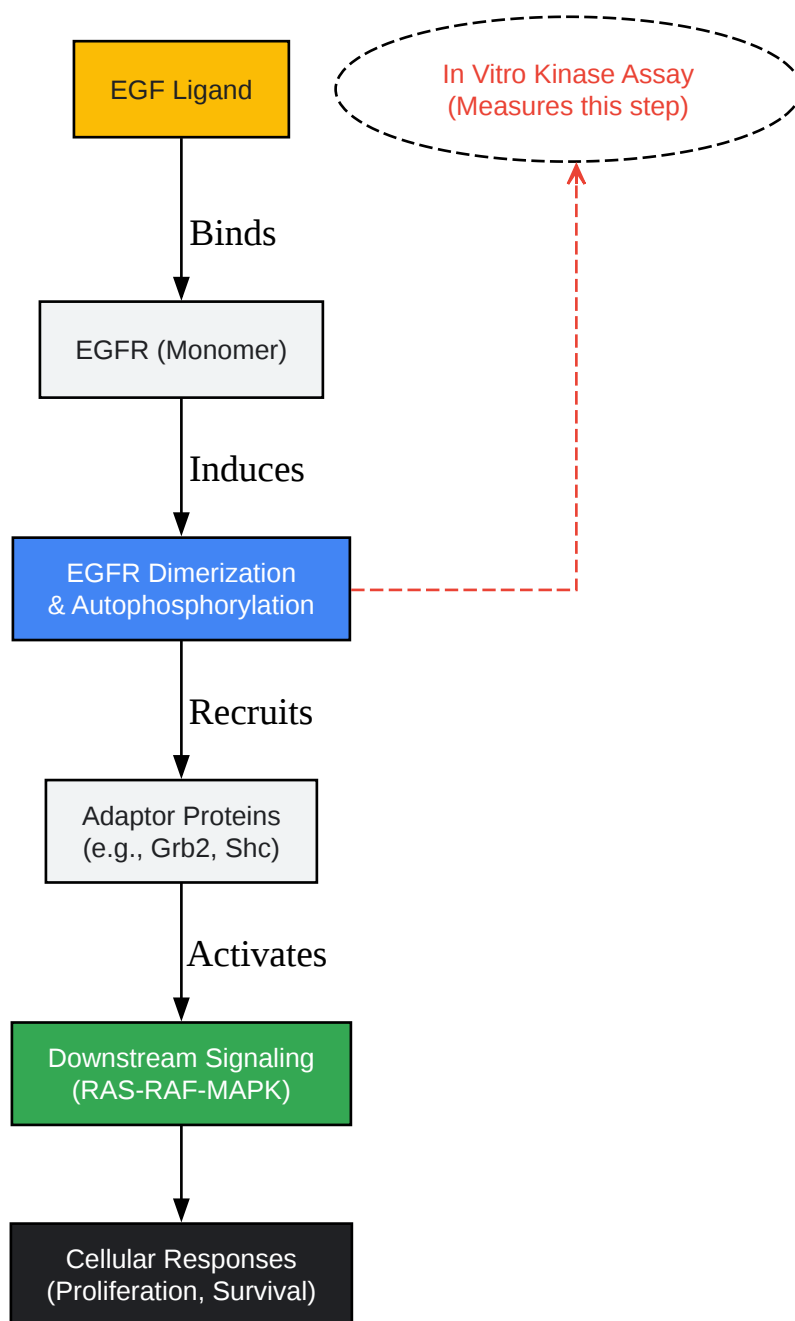 EGF Ligand
In Vitro Kinase Assay
(Measures this step)
Binds
EGFR (Monomer)
Induces
EGFR Dimerization
& Autophosphorylation
Recruits
Adaptor Proteins
(e.g., Grb2, Shc)
Activates
Downstream Signaling
(RAS-RAF-MAPK)
Cellular Responses
(Proliferation, Survival)